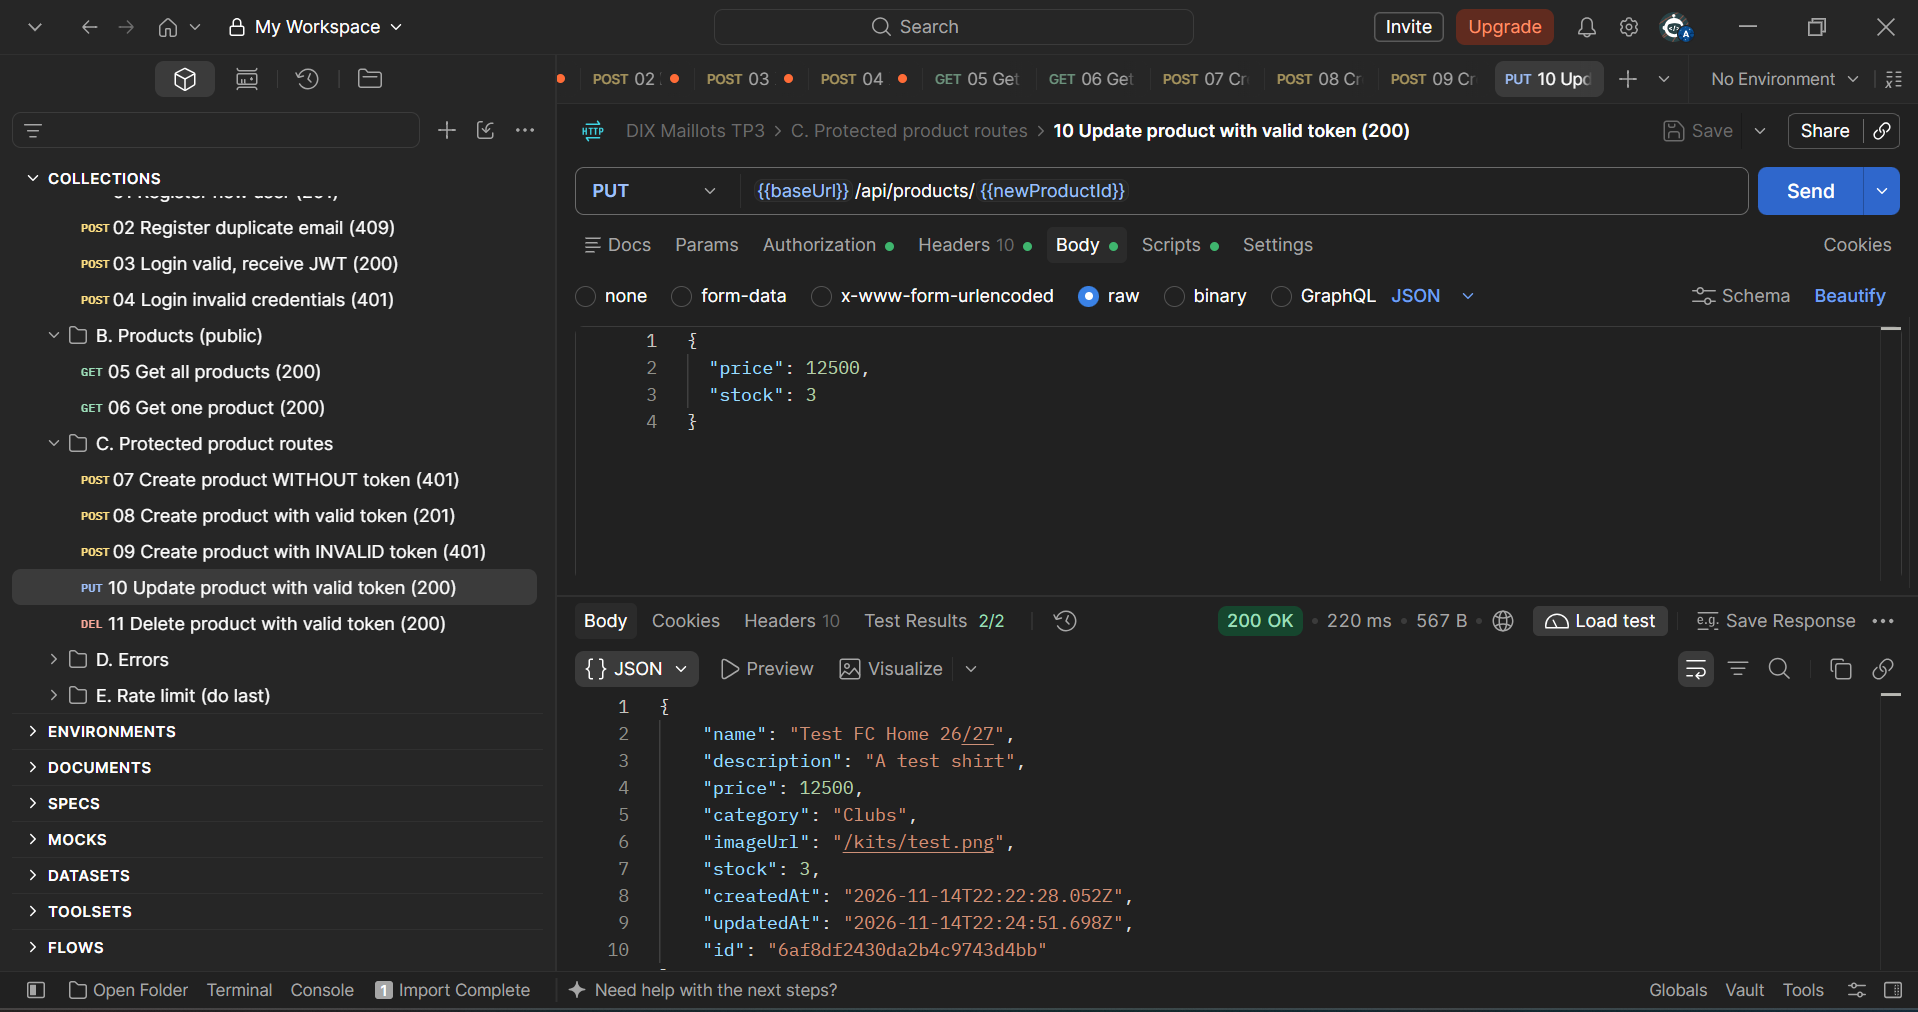 My Workspace
Search
Invite
Upgrade
POST 02
POST 03
POST 04
GET 05 Get
GET 06 Get
POST 07 Cr
POST 08 Cr
POST 09 Cr
PUT 10 Upd
No Environment
HTTP
DIX Maillots TP3 > C. Protected product routes > 10 Update product with valid token (200)
Save
Share
COLLECTIONS
01 Register new user (201)
POST 02 Register duplicate email (409)
POST 03 Login valid, receive JWT (200)
POST 04 Login invalid credentials (401)
B. Products (public)
GET 05 Get all products (200)
GET 06 Get one product (200)
C. Protected product routes
POST 07 Create product WITHOUT token (401)
POST 08 Create product with valid token (201)
POST 09 Create product with INVALID token (401)
PUT 10 Update product with valid token (200)
DEL 11 Delete product with valid token (200)
D. Errors
E. Rate limit (do last)
ENVIRONMENTS
DOCUMENTS
SPECS
MOCKS
DATASETS
TOOLSETS
FLOWS
PUT
{{baseUrl}}/api/products/{{newProductId}}
Send
Docs
Params
Authorization
Headers 10
Body
Scripts
Settings
Cookies
none
form-data
x-www-form-urlencoded
raw
binary
GraphQL
JSON
Schema
Beautify
1 {
2 "price": 12500,
3 "stock": 3
4 }
Body
Cookies
Headers 10
Test Results 2/2
200 OK
220 ms
567 B
Load test
e.g. Save Response
{} JSON
Preview
Visualize
1 {
2 "name": "Test FC Home 26/27",
3 "description": "A test shirt",
4 "price": 12500,
5 "category": "Clubs",
6 "imageUrl": "/kits/test.png",
7 "stock": 3,
8 "createdAt": "2026-11-14T22:22:28.052Z",
9 "updatedAt": "2026-11-14T22:24:51.698Z",
10 "id": "6af8df2430da2b4c9743d4bb"
Open Folder
Terminal
Console
1 Import Complete
Need help with the next steps?
Globals
Vault
Tools